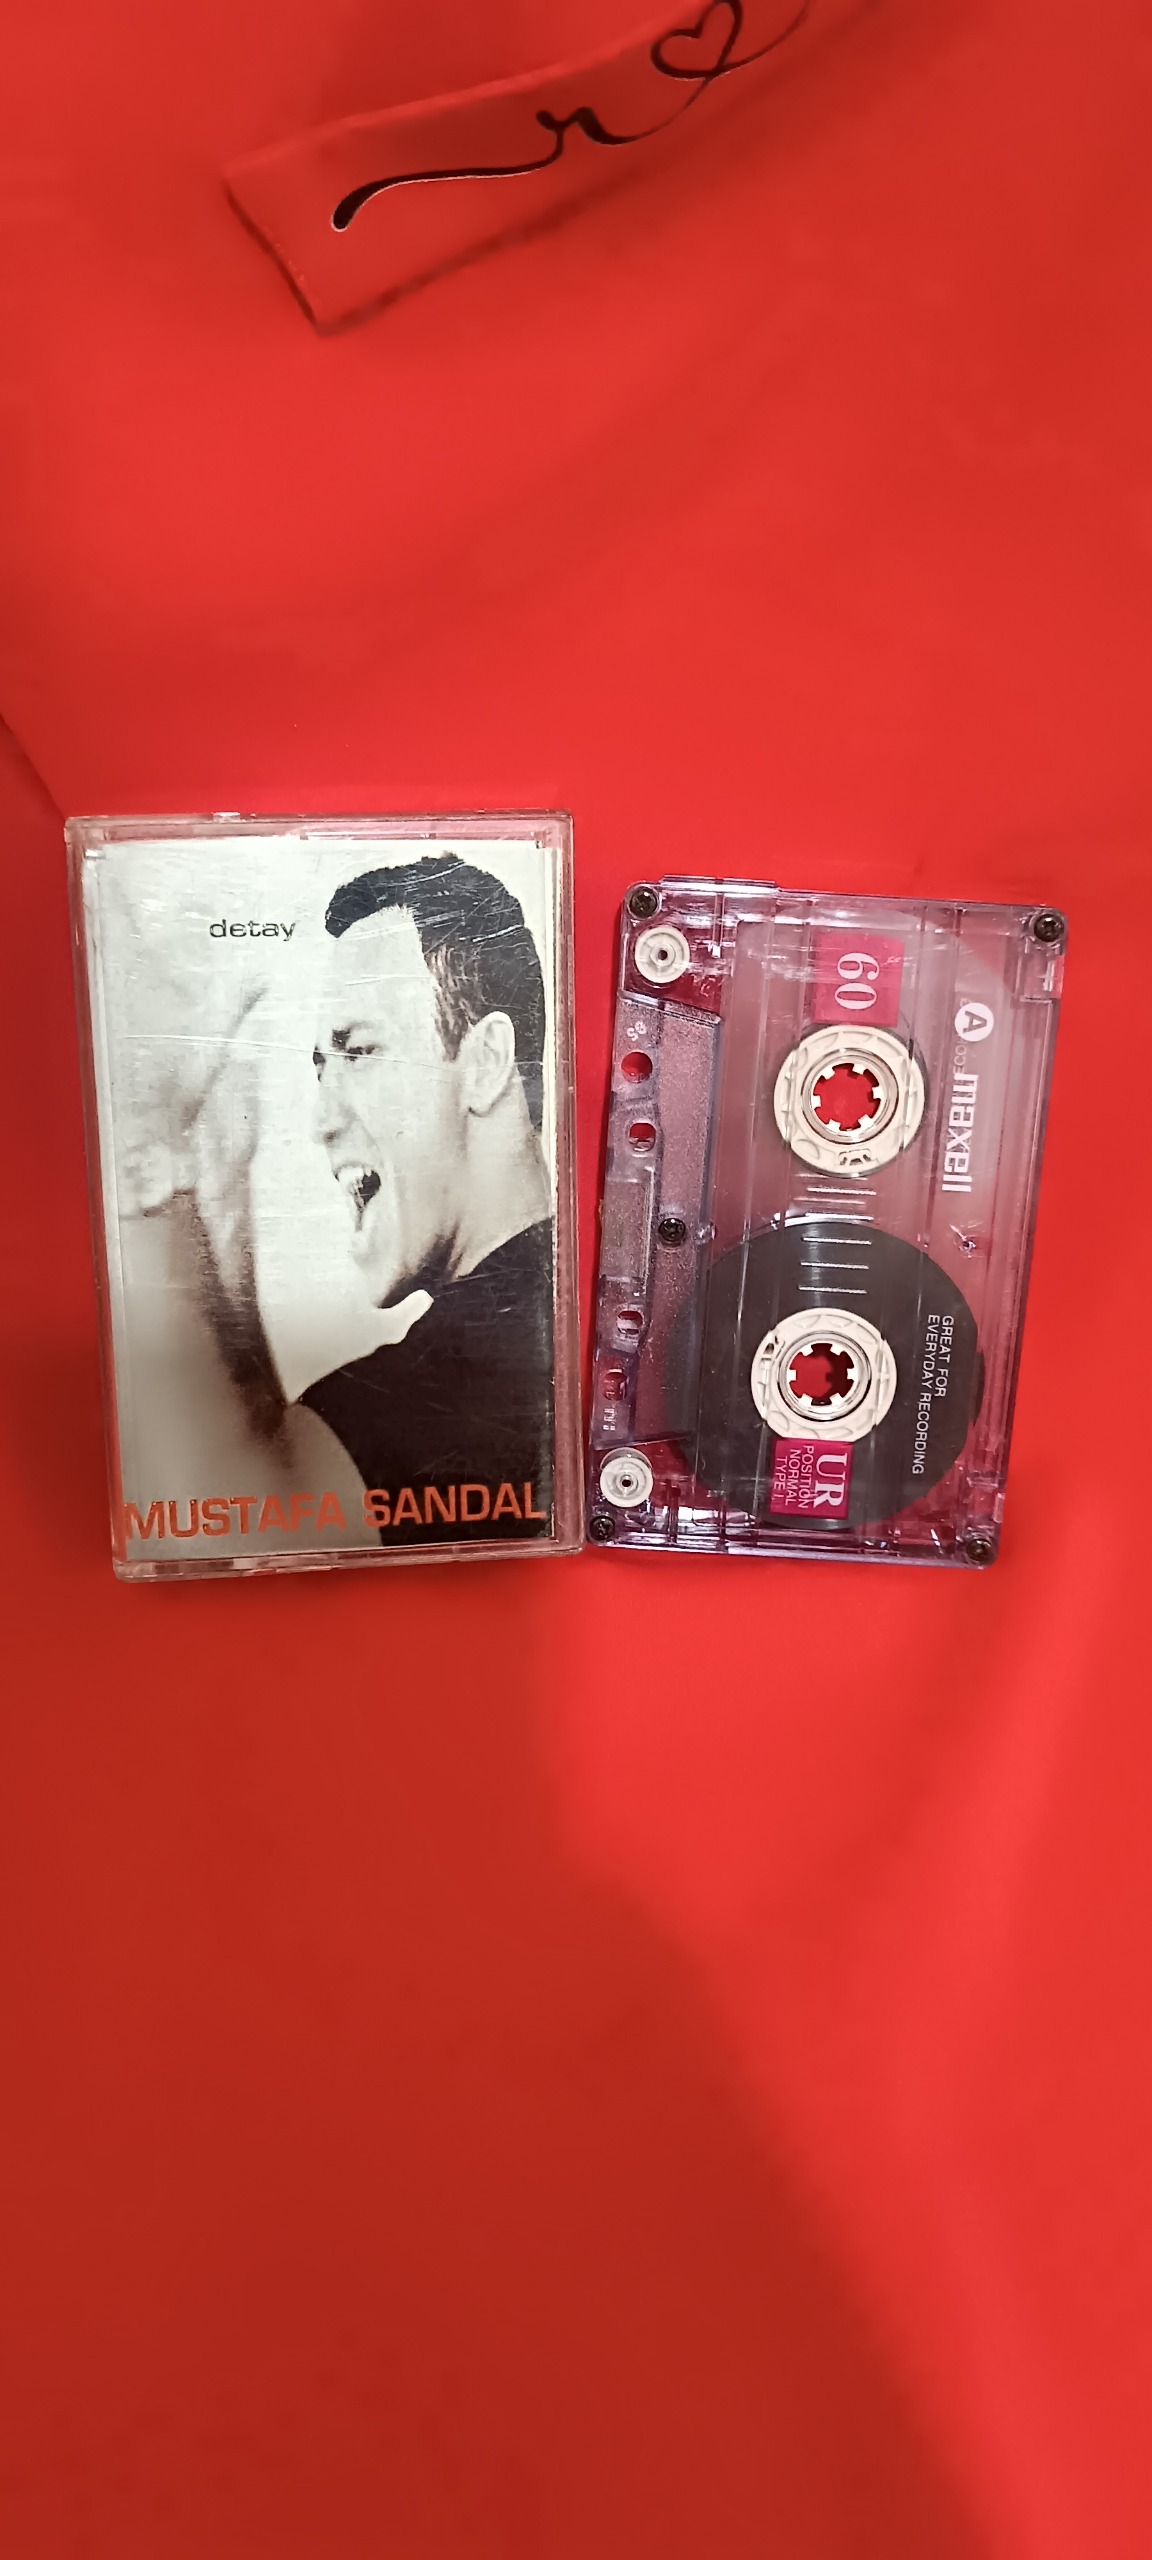 detay
MUSTAFA SANDAL
A
maxell
60
GREAT FOR
EVERYDAY RECORDING
UR
POSITION
NORMAL
TYPE I